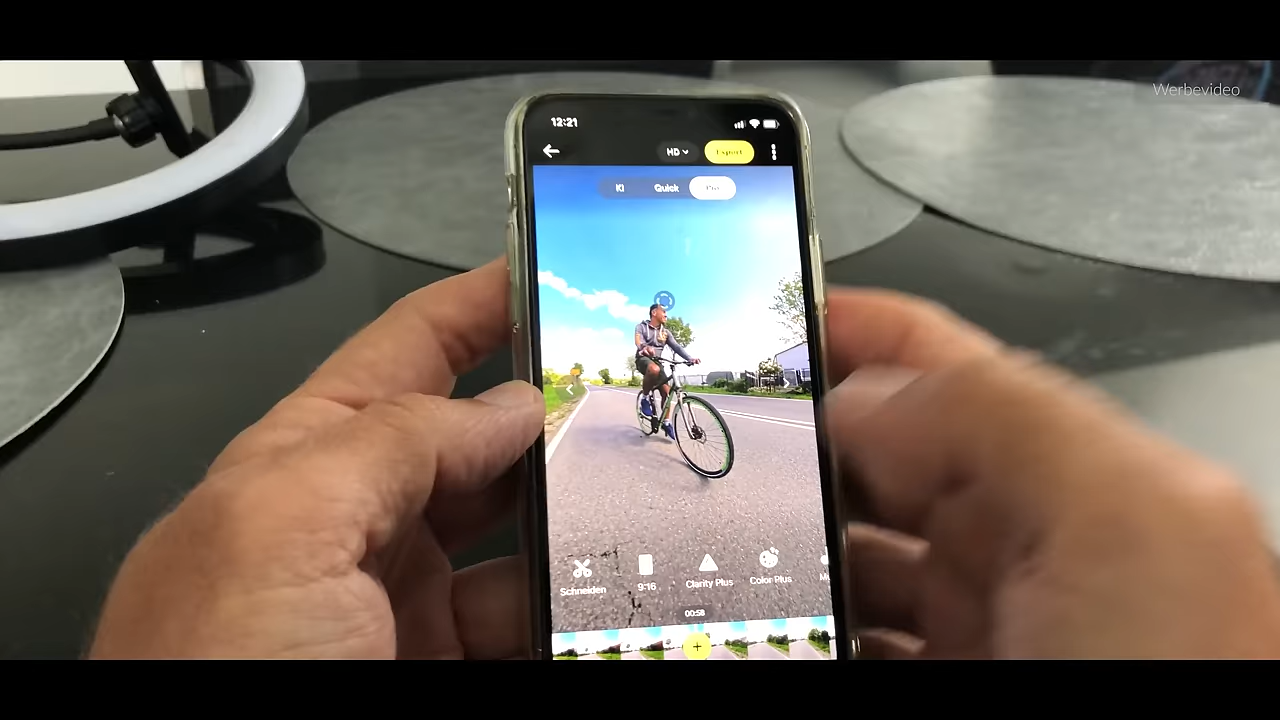 Werbevideo
12:21
HD
Export
KI Quick Pro
Schneiden
9:16
Clarity Plus
Color Plus
00:58